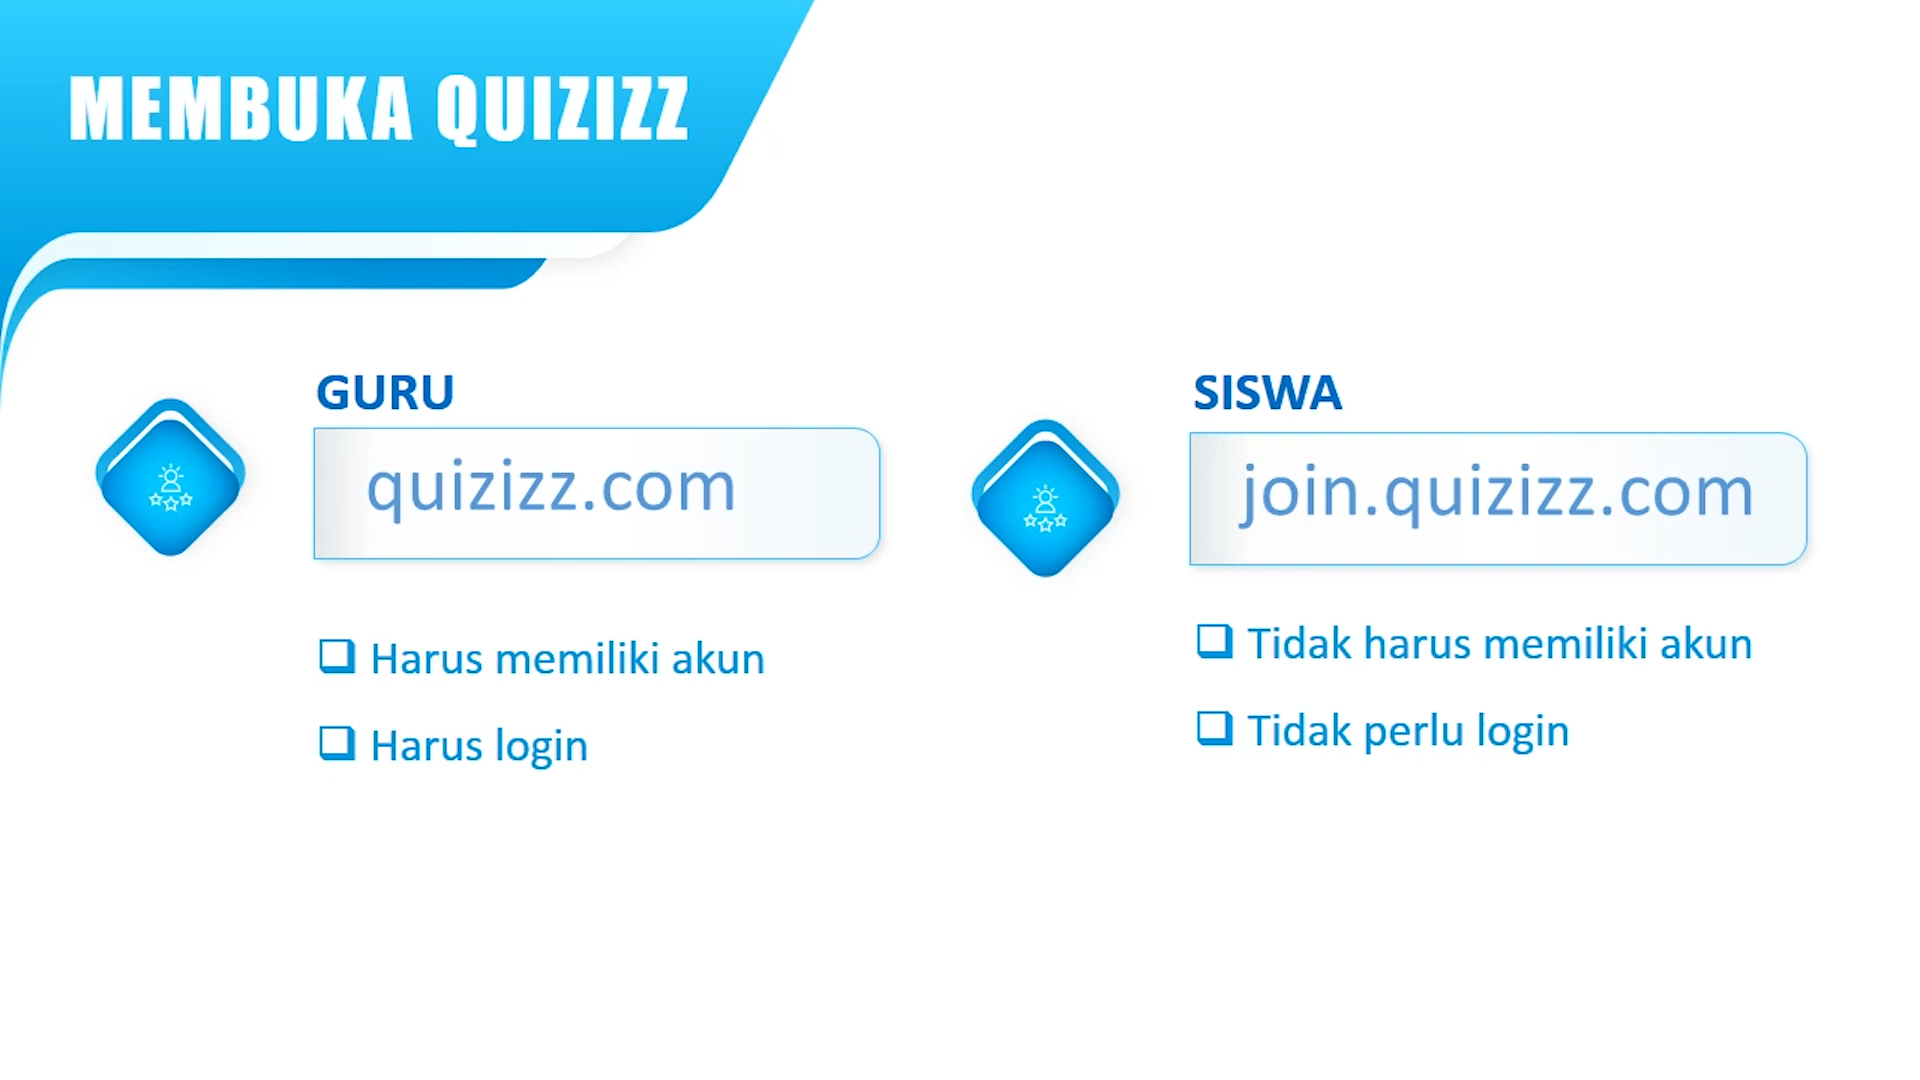 MEMBUKA QUIZIZZ
GURU
quizizz.com
Harus memiliki akun
Harus login
SISWA
join.quizizz.com
Tidak harus memiliki akun
Tidak perlu login